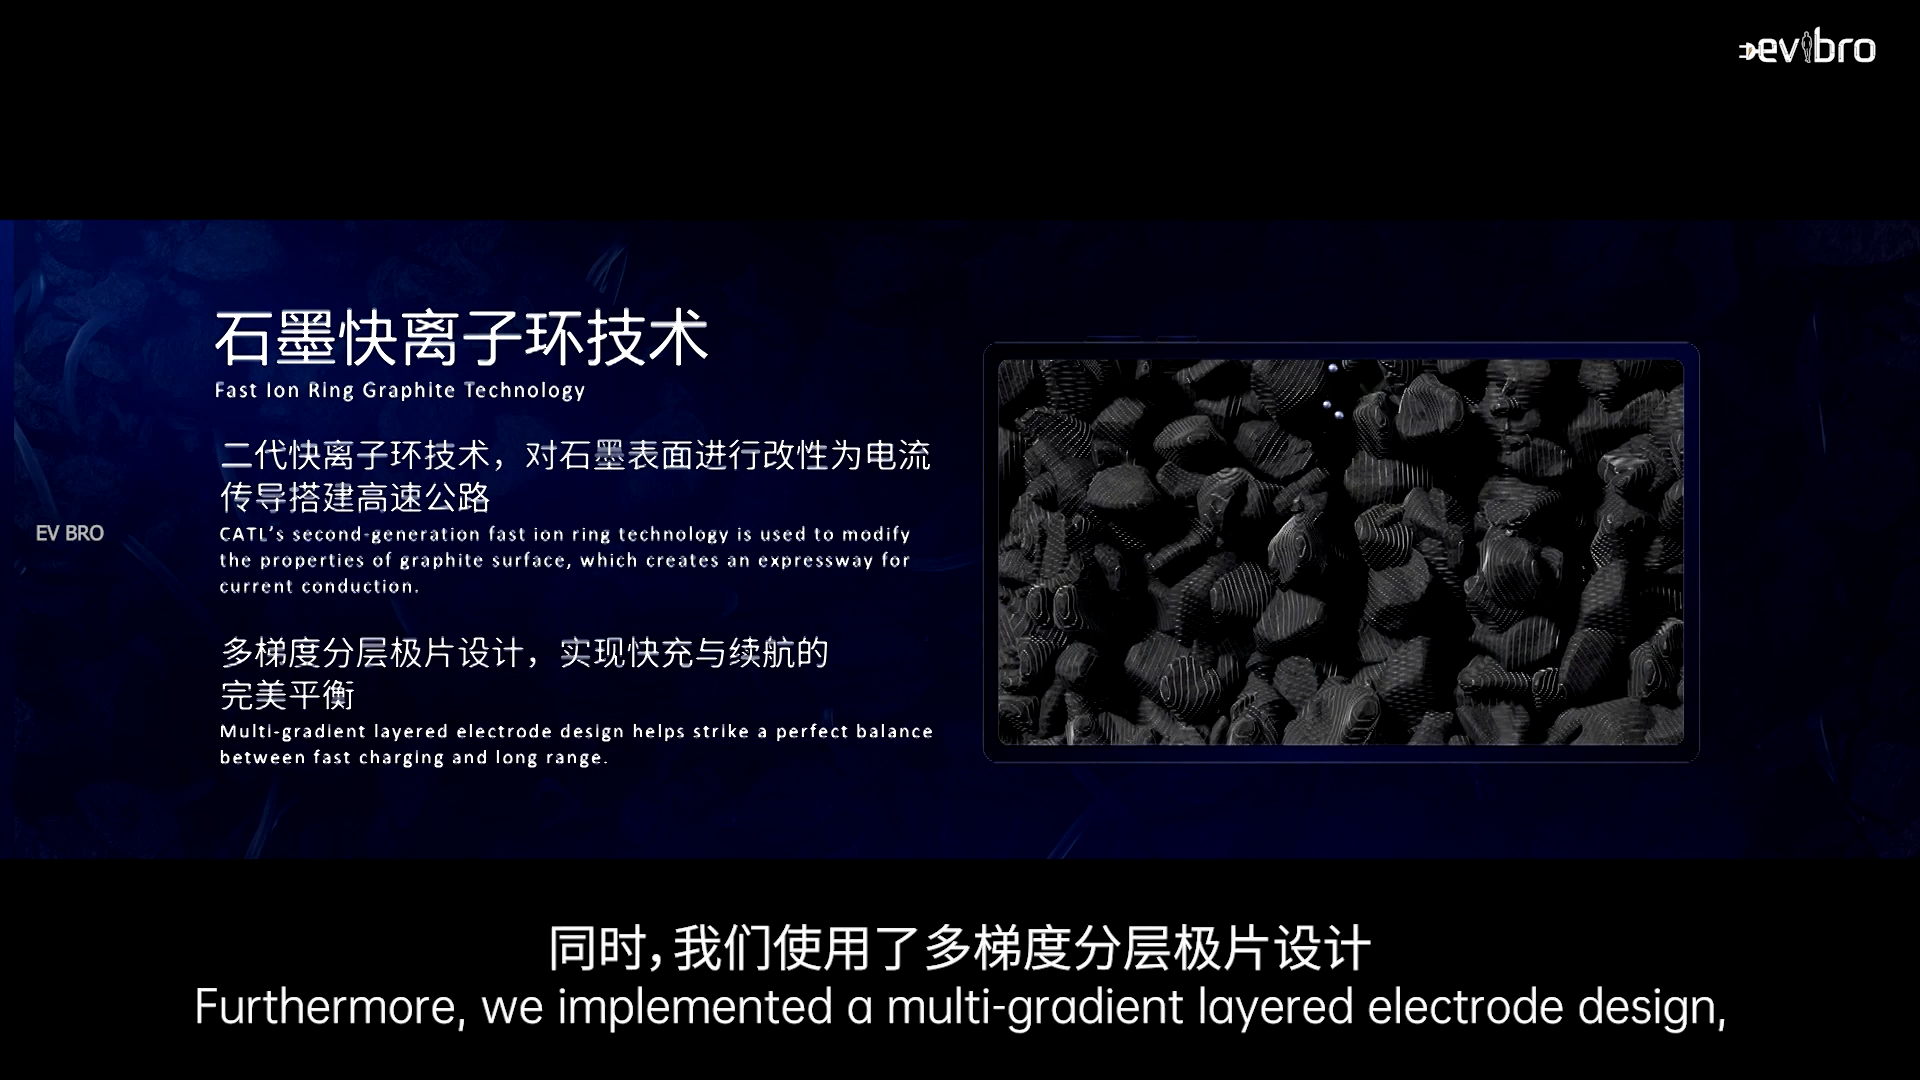 evbro
石墨快离子环技术
Fast Ion Ring Graphite Technology
二代快离子环技术，对石墨表面进行改性为电流
传导搭建高速公路
CATL’s second-generation fast ion ring technology is used to modify
the properties of graphite surface, which creates an expressway for
current conduction.
EV BRO
多梯度分层极片设计，实现快充与续航的
完美平衡
Multi-gradient layered electrode design helps strike a perfect balance
between fast charging and long range.
同时，我们使用了多梯度分层极片设计
Furthermore, we implemented a multi-gradient layered electrode design,